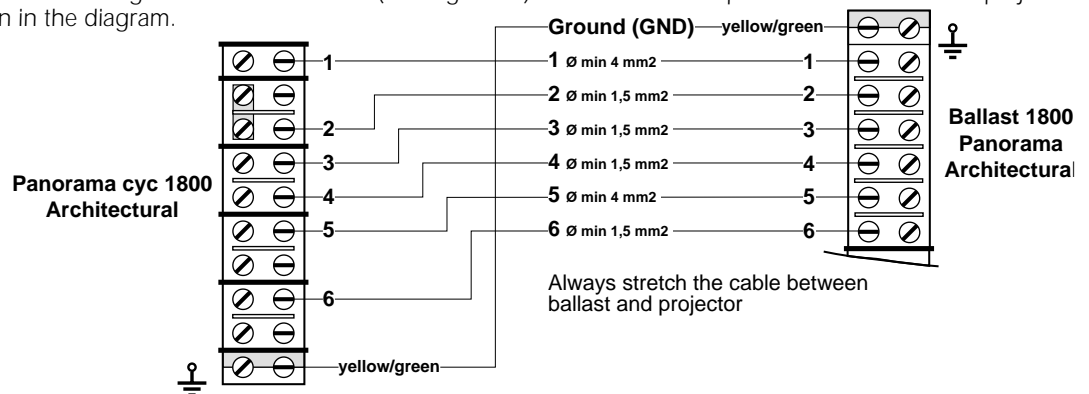 n in the diagram.
Ground (GND) yellow/green
1 1 Ø min 4 mm2 1
2 Ø min 1,5 mm2 2
2 3 Ø min 1,5 mm2 3
3 4 Ø min 1,5 mm2 4
4 5 Ø min 4 mm2 5
5 6 Ø min 1,5 mm2 6
6
yellow/green
Panorama cyc 1800
Architectural
Ballast 1800
Panorama
Architectural
Always stretch the cable between
ballast and projector